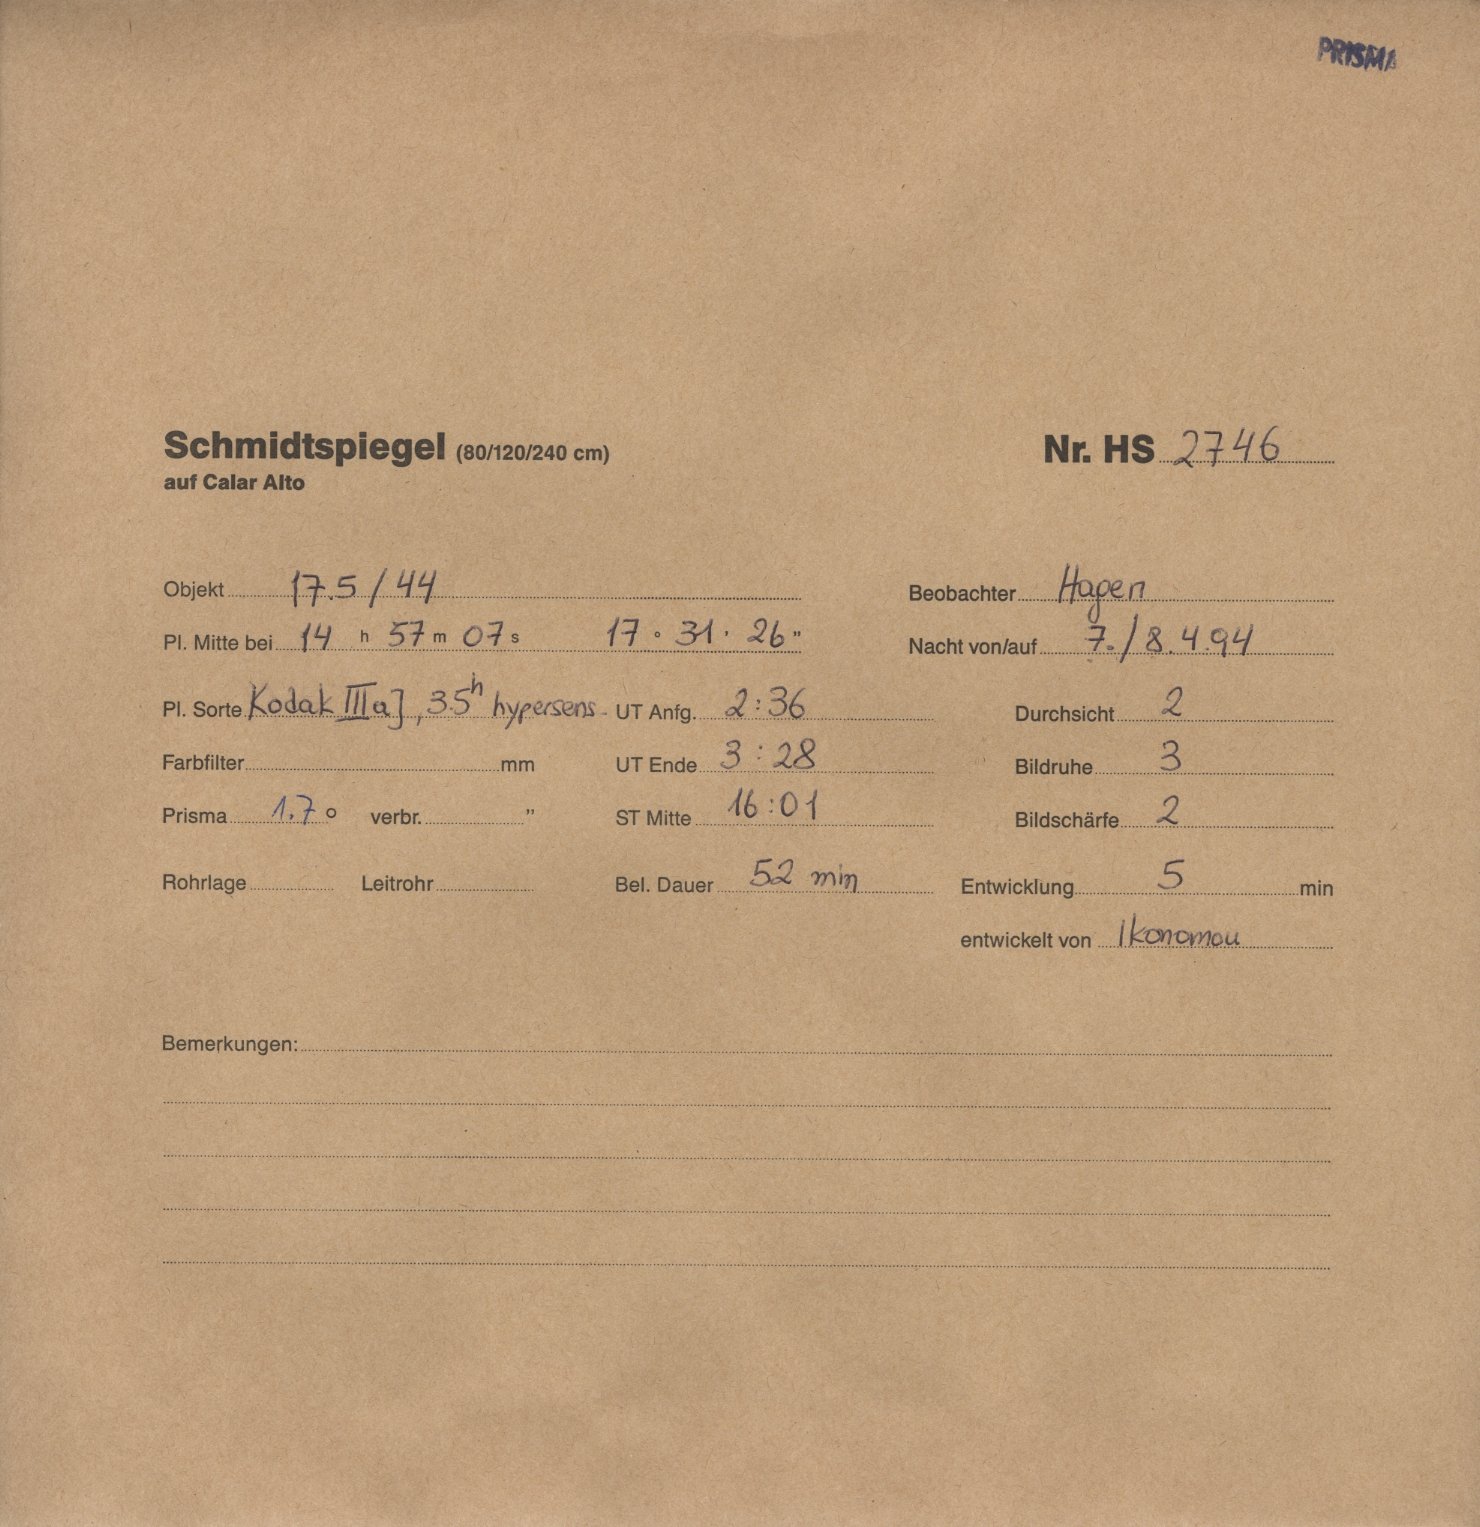 PRISMA
Schmidtspiegel (80/120/240 cm) Nr. HS 2746
auf Calar Alto
Objekt 17.5 / 44 Beobachter Hagen
Pl. Mitte bei 14 h 57 m 07 s 17 ° 31 ' 26 " Nacht von/auf 7./8.4.94
Pl. Sorte Kodak IIIaJ, 3.5h hypersens. UT Anfg. 2:36 Durchsicht 2
Farbfilter mm UT Ende 3:28 Bildruhe 3
Prisma 1.7 ° verbr. " ST Mitte 16:01 Bildschärfe 2
Rohrlage Leitrohr Bel. Dauer 52 min Entwicklung 5 min
entwickelt von Ikonomou
Bemerkungen: